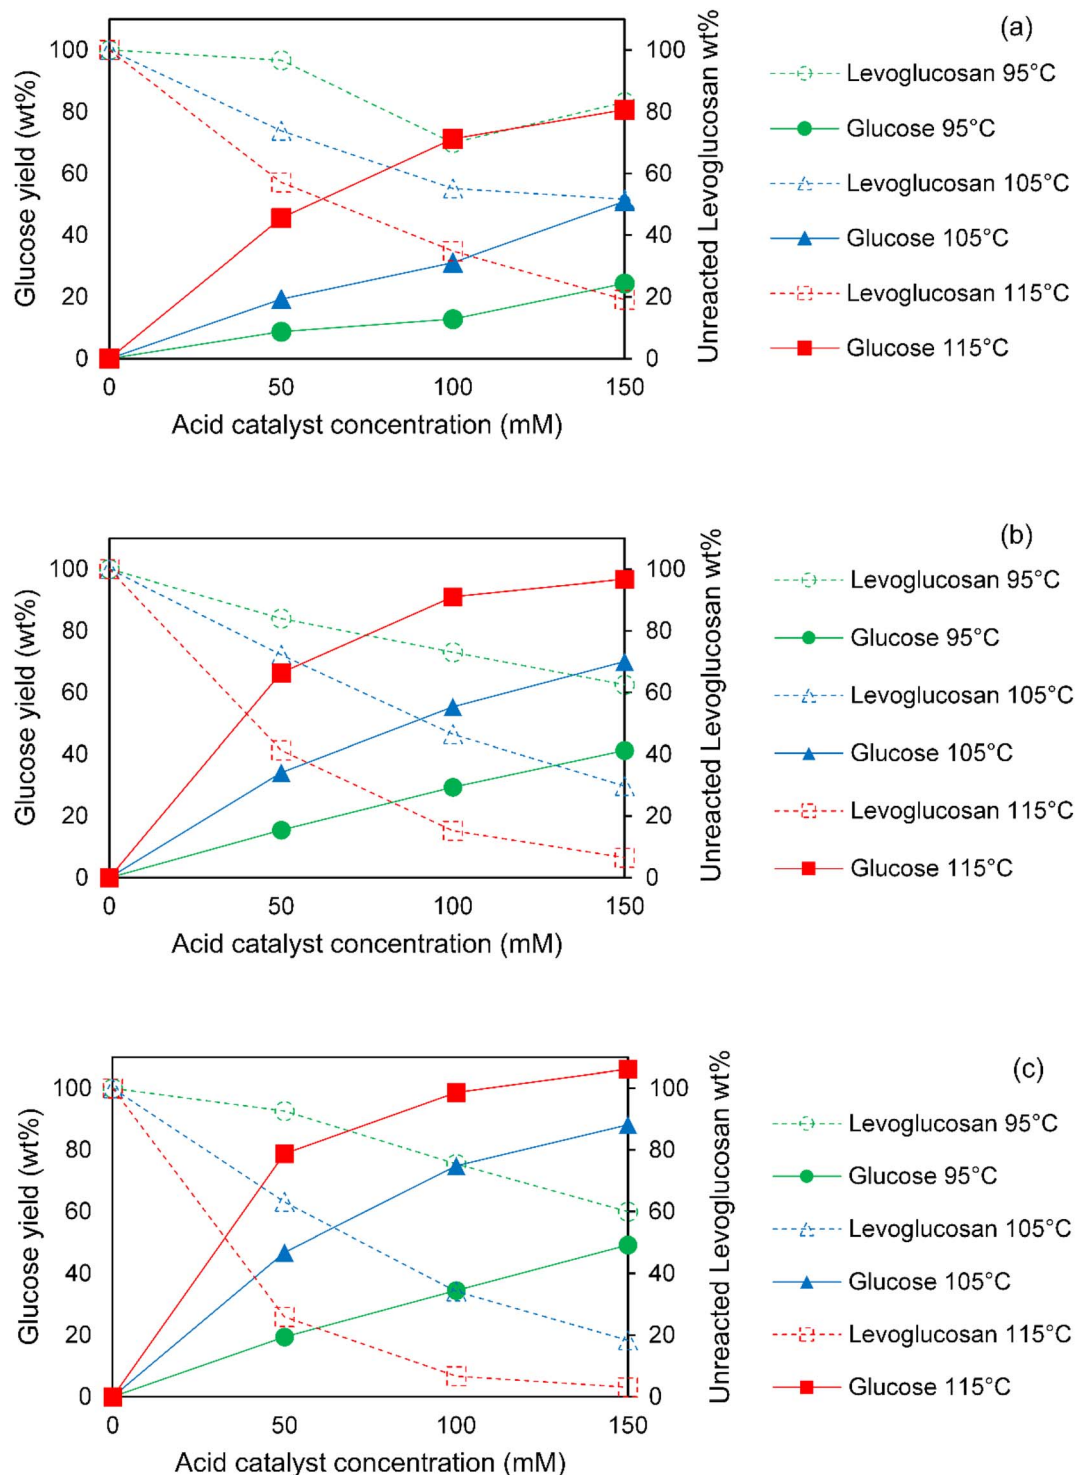 (a)
Glucose yield (wt%)
100
80
60
40
20
0
0
50
100
150
Acid catalyst concentration (mM)
100
80
60
40
20
0
Unreacted Levoglucosan wt%
Levoglucosan 95°C
Glucose 95°C
Levoglucosan 105°C
Glucose 105°C
Levoglucosan 115°C
Glucose 115°C
(b)
Glucose yield (wt%)
100
80
60
40
20
0
0
50
100
150
Acid catalyst concentration (mM)
100
80
60
40
20
0
Unreacted Levoglucosan wt%
Levoglucosan 95°C
Glucose 95°C
Levoglucosan 105°C
Glucose 105°C
Levoglucosan 115°C
Glucose 115°C
(c)
Glucose yield (wt%)
100
80
60
40
20
0
0
50
100
150
Acid catalyst concentration (mM)
100
80
60
40
20
0
Unreacted Levoglucosan wt%
Levoglucosan 95°C
Glucose 95°C
Levoglucosan 105°C
Glucose 105°C
Levoglucosan 115°C
Glucose 115°C